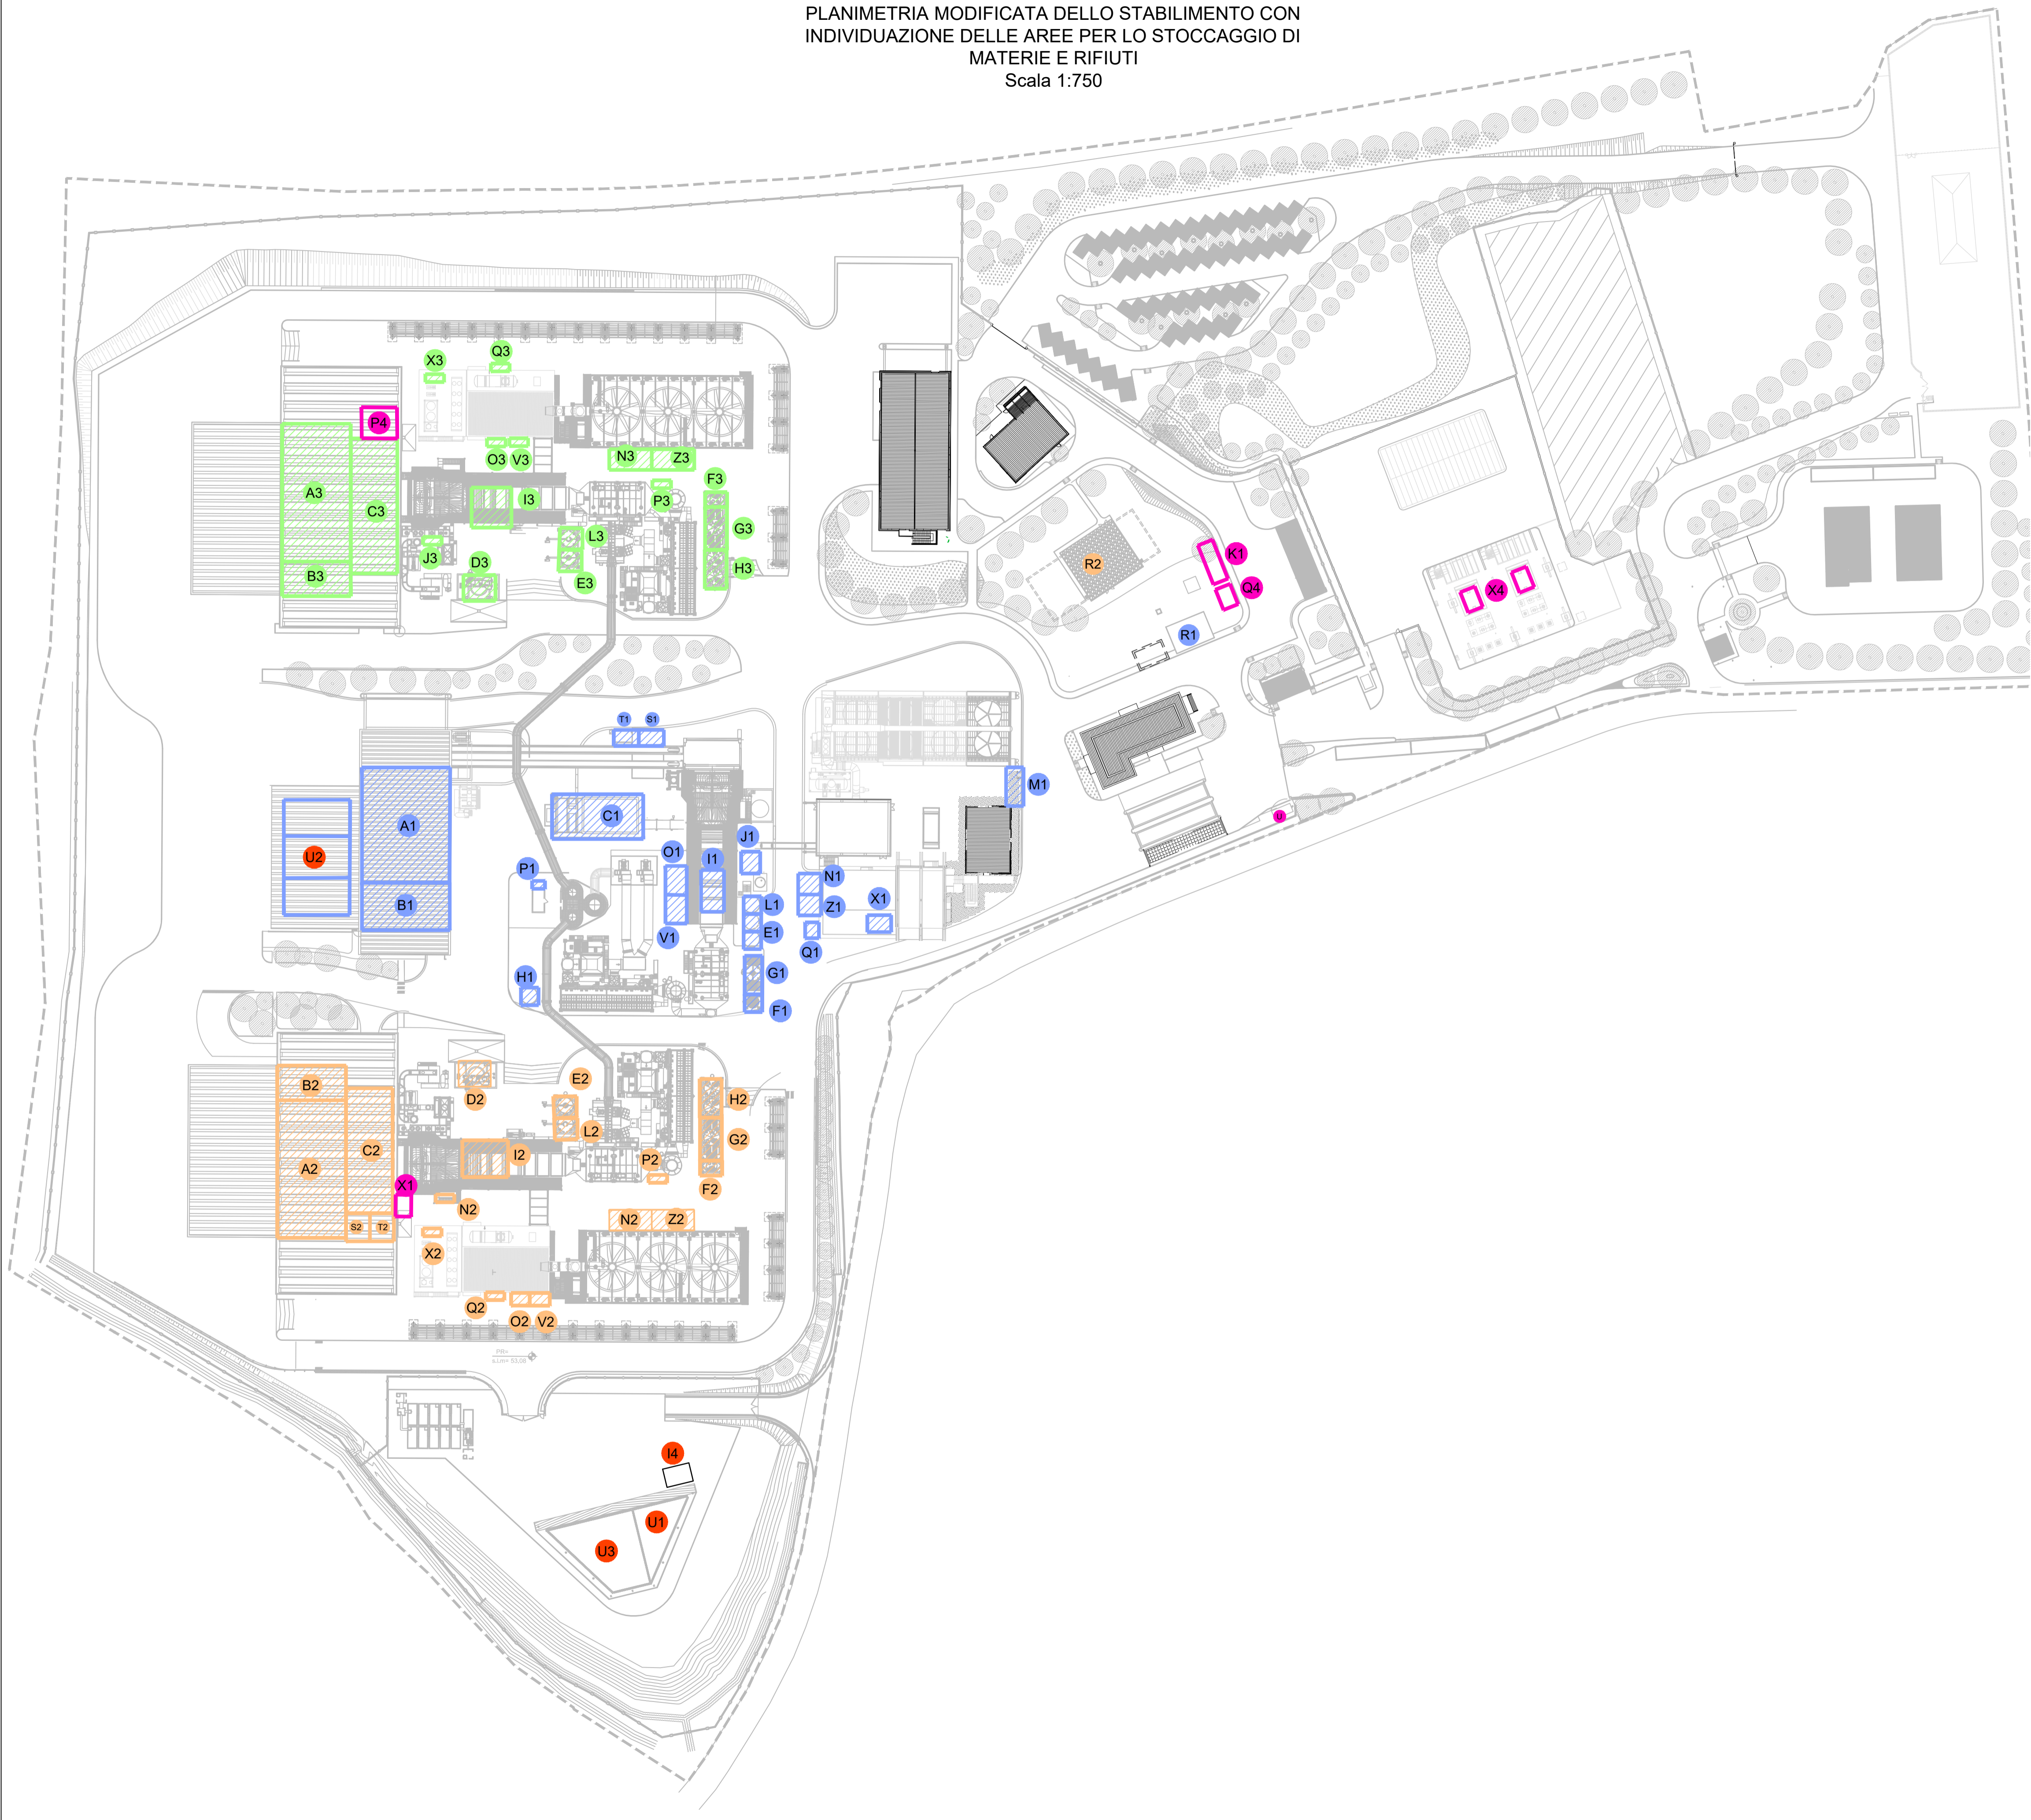 PLANIMETRIA MODIFICATA DELLO STABILIMENTO CON
INDIVIDUAZIONE DELLE AREE PER LO STOCCAGGIO DI
MATERIE E RIFIUTI
Scala 1:750
X3
Q3
P4
O3
V3
N3
Z3
A3
C3
I3
P3
F3
G3
L3
J3
D3
B3
E3
H3
K1
R2
Q4
X4
R1
T1
S1
M1
A1
C1
U
U2
J1
O1
I1
P1
N1
B1
L1
Z1
X1
V1
E1
Q1
H1
G1
F1
E2
B2
D2
H2
L2
G2
C2
I2
A2
P2
X1
F2
N2
S2
T2
N2
Z2
X2
Q2
O2
V2
PR=
s.l.m= 53,08
I4
U1
U3